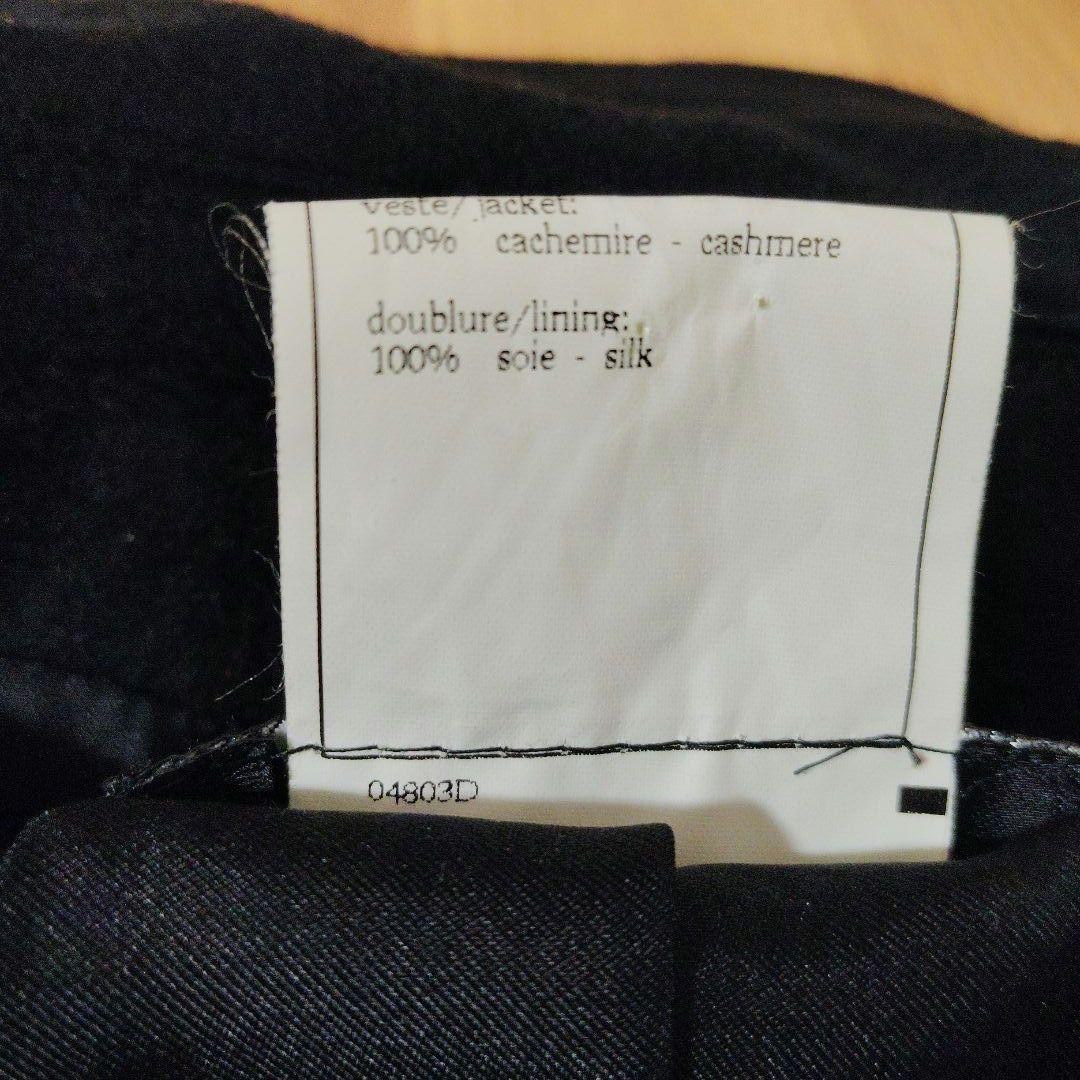 veste/jacket:
100% cachemire - cashmere
doublure/lining:
100% soie - silk
04803D